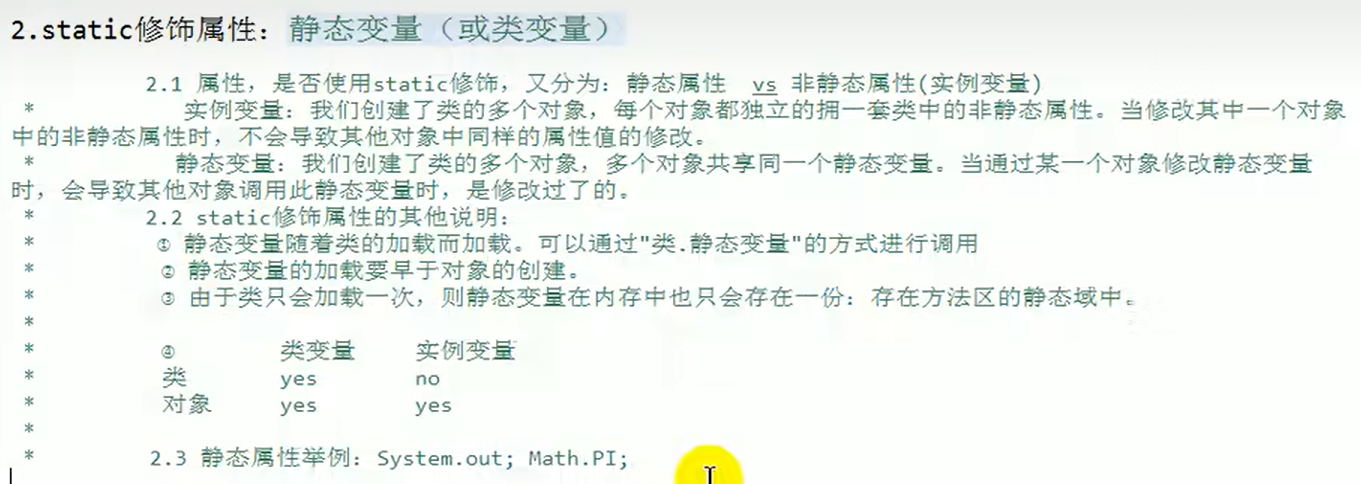 2.static修饰属性：静态变量（或类变量）
2.1 属性，是否使用static修饰，又分为：静态属性 vs 非静态属性(实例变量)
* 实例变量：我们创建了类的多个对象，每个对象都独立的拥一套类中的非静态属性。当修改其中一个对象
中的非静态属性时，不会导致其他对象中同样的属性值的修改。
* 静态变量：我们创建了类的多个对象，多个对象共享同一个静态变量。当通过某一个对象修改静态变量
时，会导致其他对象调用此静态变量时，是修改过了的。
* 2.2 static修饰属性的其他说明：
* ① 静态变量随着类的加载而加载。可以通过"类.静态变量"的方式进行调用
* ② 静态变量的加载要早于对象的创建。
* ③ 由于类只会加载一次，则静态变量在内存中也只会存在一份：存在方法区的静态域中。
*
* ④ 类变量 实例变量
* 类 yes no
* 对象 yes yes
*
* 2.3 静态属性举例：System.out; Math.PI;